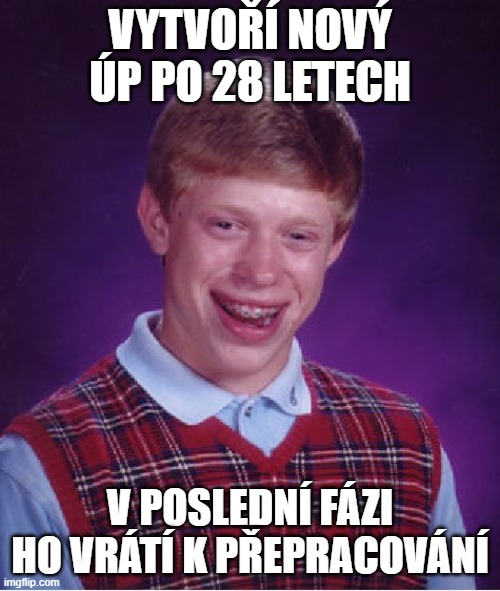 VYTVOŘÍ NOVÝ
ÚP PO 28 LETECH
V POSLEDNÍ FÁZI
HO VRÁTÍ K PŘEPRACOVÁNÍ
imgflip.com